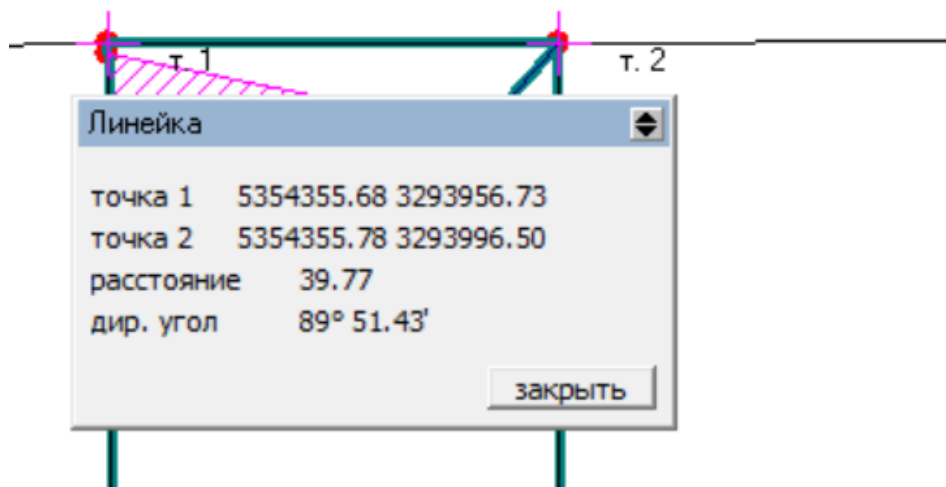 т. 1
т. 2
Линейка
точка 1 5354355.68 3293956.73
точка 2 5354355.78 3293996.50
расстояние 39.77
дир. угол 89° 51.43'
закрыть